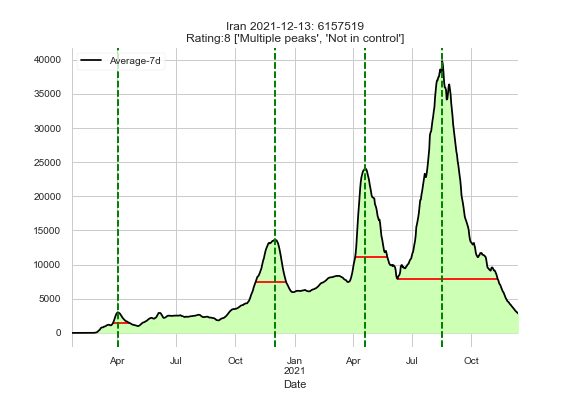 Iran 2021-12-13: 6157519
Rating:8 ['Multiple peaks', 'Not in control']
Average-7d
40000
35000
30000
25000
20000
15000
10000
5000
0
Apr Jul Oct Jan Apr Jul Oct
2021
Date